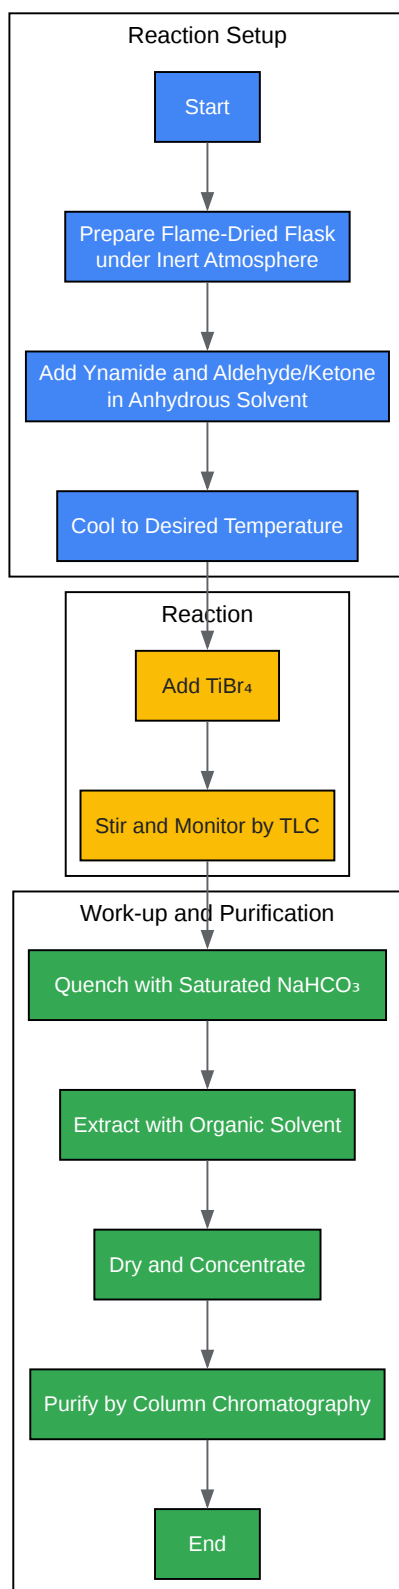 Reaction Setup
Start
Prepare Flame-Dried Flask
under Inert Atmosphere
Add Ynamide and Aldehyde/Ketone
in Anhydrous Solvent
Cool to Desired Temperature
Reaction
Add TiBr₄
Stir and Monitor by TLC
Work-up and Purification
Quench with Saturated NaHCO₃
Extract with Organic Solvent
Dry and Concentrate
Purify by Column Chromatography
End